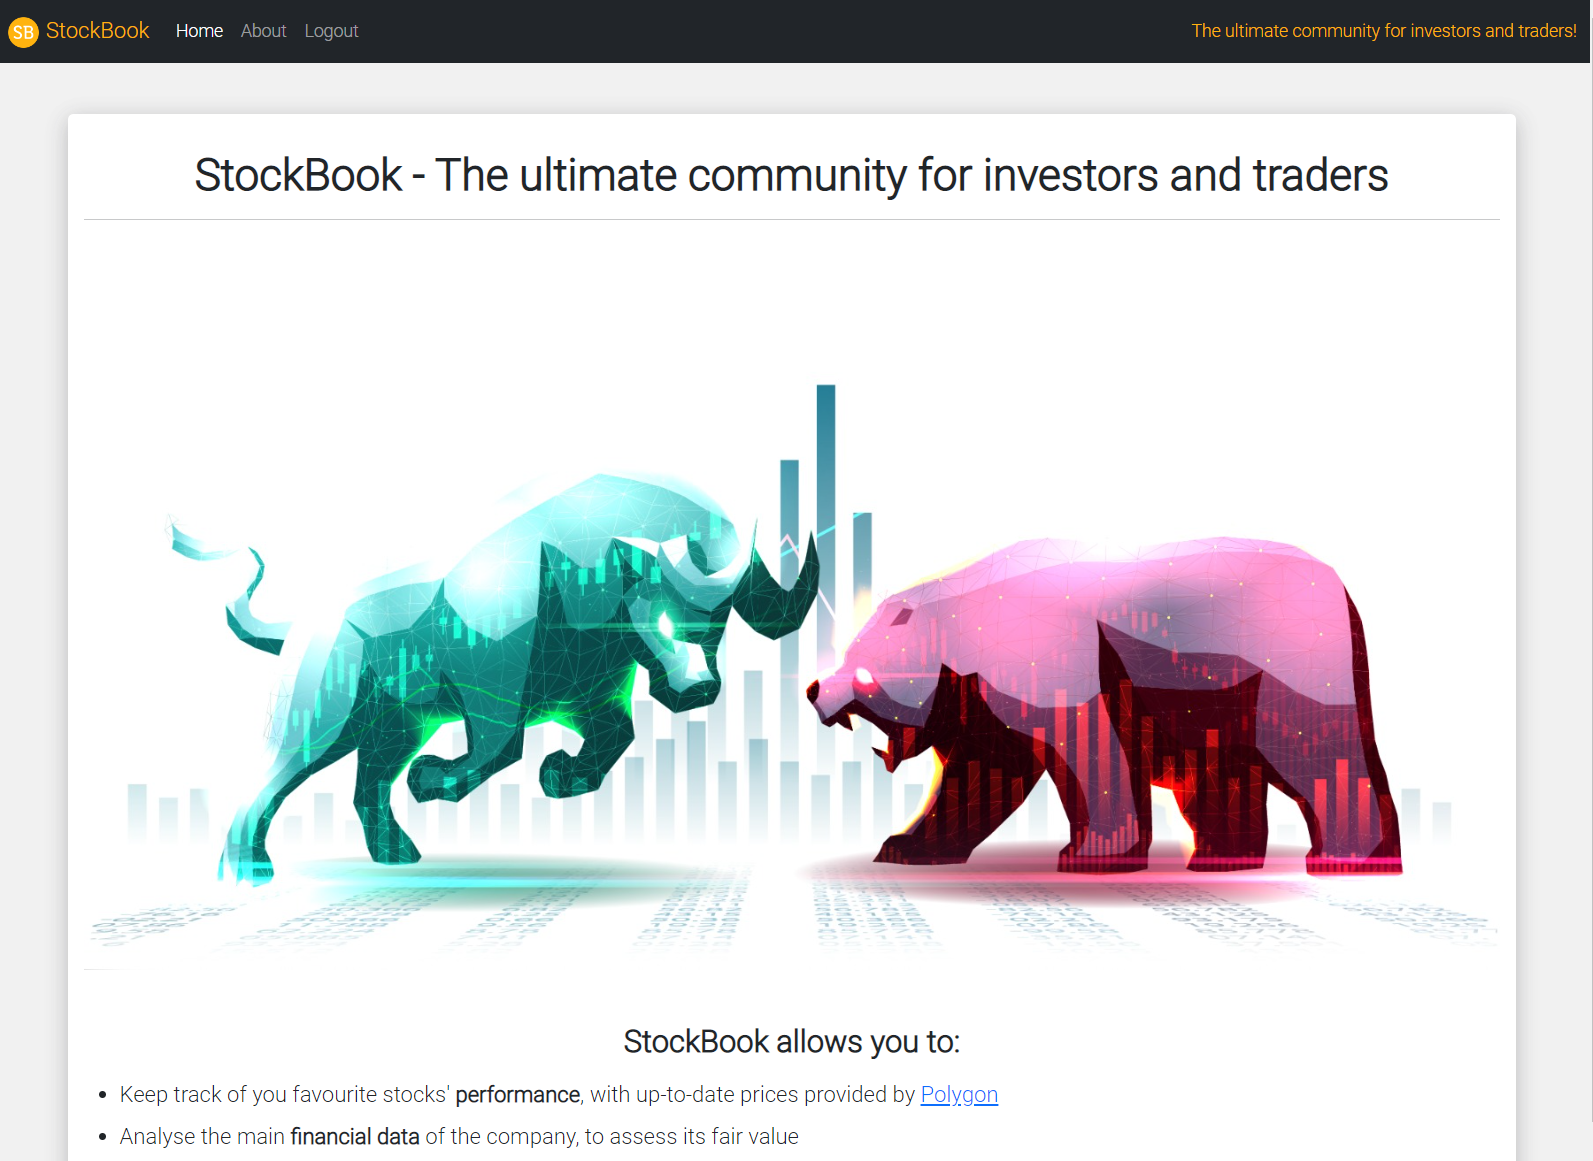 SB StockBook Home About Logout The ultimate community for investors and traders!
StockBook - The ultimate community for investors and traders
StockBook allows you to:
Keep track of you favourite stocks' performance, with up-to-date prices provided by Polygon
Analyse the main financial data of the company, to assess its fair value